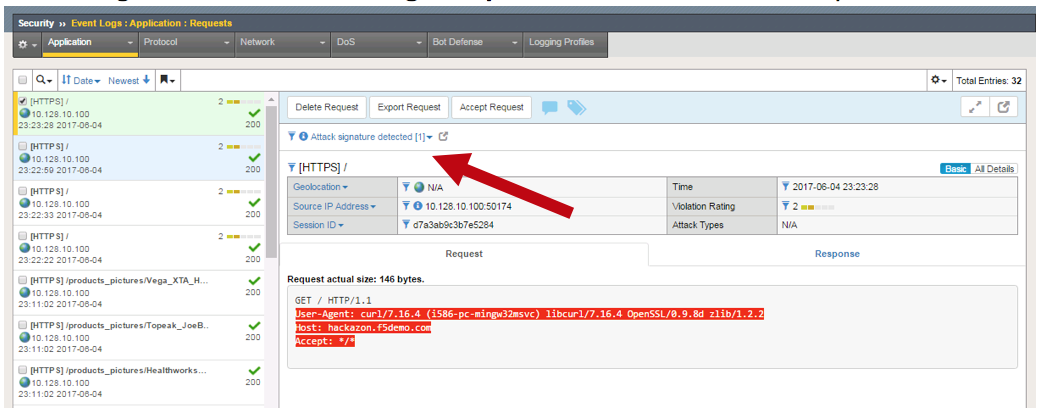 Security ›› Event Logs : Application : Requests
Application Protocol Network DoS Bot Defense Logging Profiles
Date Newest Total Entries: 32
[HTTPS] / 2
10.128.10.100
23:23:28 2017-06-04 200
[HTTPS] / 2
10.128.10.100
23:22:59 2017-06-04 200
[HTTPS] / 2
10.128.10.100
23:22:33 2017-06-04 200
[HTTPS] / 2
10.128.10.100
23:22:22 2017-06-04 200
[HTTPS] /products_pictures/Vega_XTA_H...
10.128.10.100 200
23:11:02 2017-06-04
[HTTPS] /products_pictures/Topeak_JoeB..
10.128.10.100 200
23:11:02 2017-06-04
[HTTPS] /products_pictures/Healthworks...
10.128.10.100 200
23:11:02 2017-06-04
Delete Request Export Request Accept Request
Attack signature detected [1]
[HTTPS] / Basic All Details
Geolocation N/A Time 2017-06-04 23:23:28
Source IP Address 10.128.10.100:50174 Violation Rating 2
Session ID d7a3ab9c3b7e5284 Attack Types N/A
Request Response
Request actual size: 146 bytes.
GET / HTTP/1.1
User-Agent: curl/7.16.4 (i586-pc-mingw32msvc) libcurl/7.16.4 OpenSSL/0.9.8d zlib/1.2.2
Host: hackazon.f5demo.com
Accept: */*